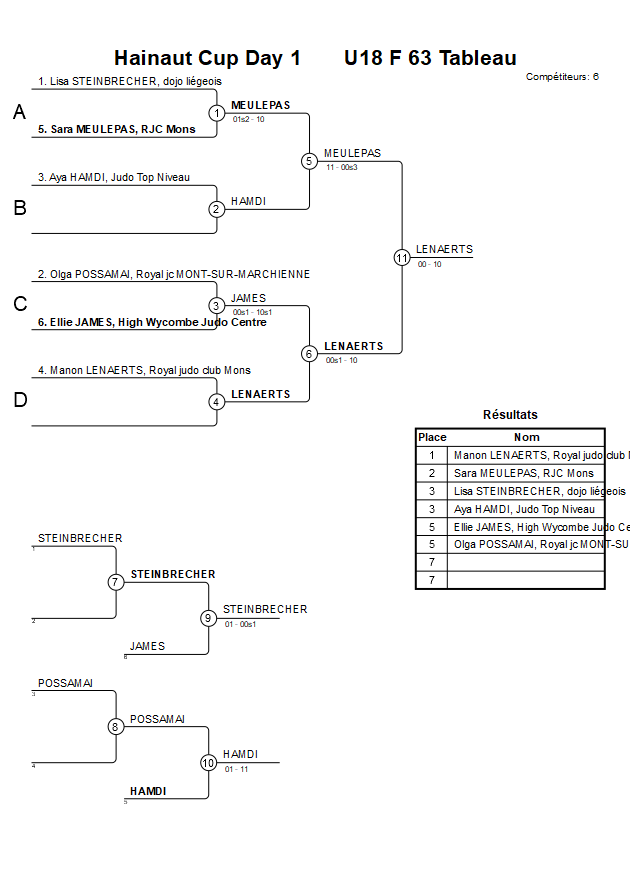 Hainaut Cup Day 1 U18 F 63 Tableau
Compétiteurs: 6
1. Lisa STEINBRECHER, dojo liégeois
A
1
MEULEPAS
01s2 - 10
5. Sara MEULEPAS, RJC Mons
5
MEULEPAS
11 - 00s3
3. Aya HAMDI, Judo Top Niveau
B
2
HAMDI
11
LENAERTS
00 - 10
2. Olga POSSAMAI, Royal jc MONT-SUR-MARCHIENNE
C
3
JAMES
00s1 - 10s1
6. Ellie JAMES, High Wycombe Judo Centre
6
LENAERTS
00s1 - 10
4. Manon LENAERTS, Royal judo club Mons
D
4
LENAERTS
Résultats
Place Nom
1 Manon LENAERTS, Royal judo club
2 Sara MEULEPAS, RJC Mons
3 Lisa STEINBRECHER, dojo liégeois
3 Aya HAMDI, Judo Top Niveau
5 Ellie JAMES, High Wycombe Judo Ce
5 Olga POSSAMAI, Royal jc MONT-SU
7
7
STEINBRECHER
1
7
STEINBRECHER
2
9
STEINBRECHER
01 - 00s1
JAMES
6
POSSAMAI
3
8
POSSAMAI
4
10
HAMDI
01 - 11
HAMDI
5